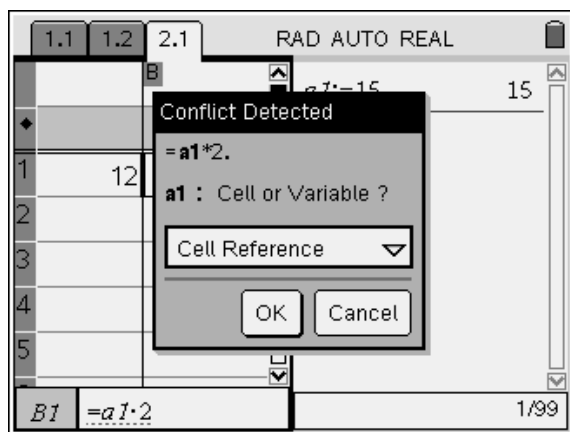 1.1 1.2 2.1 RAD AUTO REAL
B
a1:=15 15
Conflict Detected
=a1*2.
a1 : Cell or Variable ?
Cell Reference
OK Cancel
1 12
2
3
4
5
B1 =a1·2 1/99